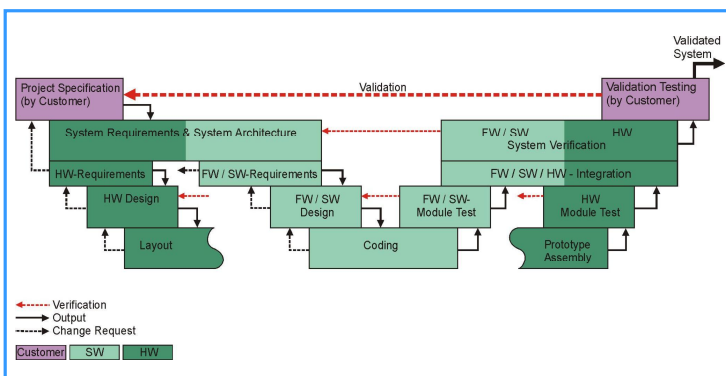 Validated
System
Project Specification
(by Customer)
Validation
Validation Testing
(by Customer)
System Requirements & System Architecture
FW / SW
HW
System Verification
HW-Requirements
FW / SW-Requirements
FW / SW / HW - Integration
HW Design
FW / SW
Design
FW / SW-
Module Test
HW
Module Test
Layout
Coding
Prototype
Assembly
Verification
Output
Change Request
Customer
SW
HW